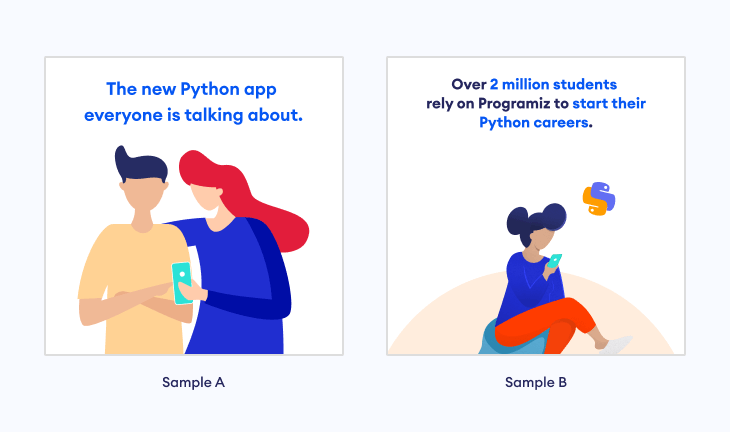 The new Python app
everyone is talking about.
Over 2 million students
rely on Programiz to start their
Python careers.
Sample A
Sample B